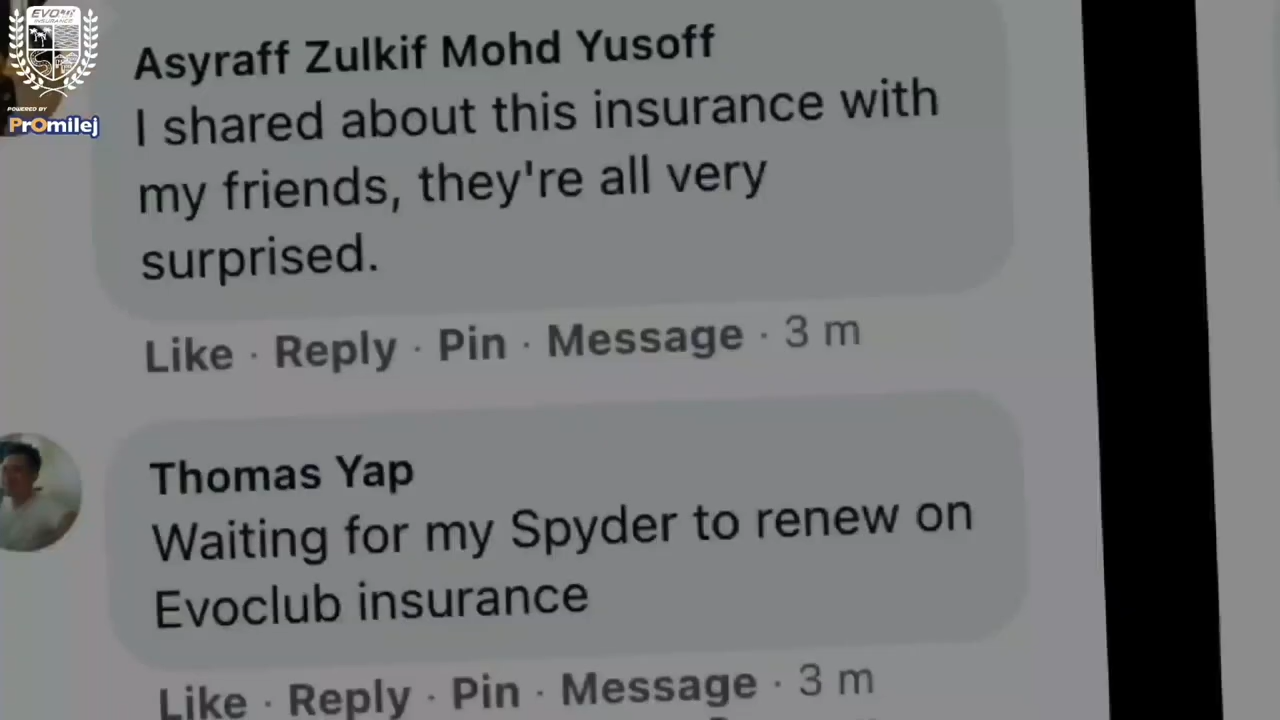 INSURANCE
POWERED BY
PrOmilej
Asyraff Zulkif Mohd Yusoff
I shared about this insurance with
my friends, they're all very
surprised.
Like · Reply · Pin · Message · 3 m
Thomas Yap
Waiting for my Spyder to renew on
Evoclub insurance
Like · Reply · Pin · Message · 3 m